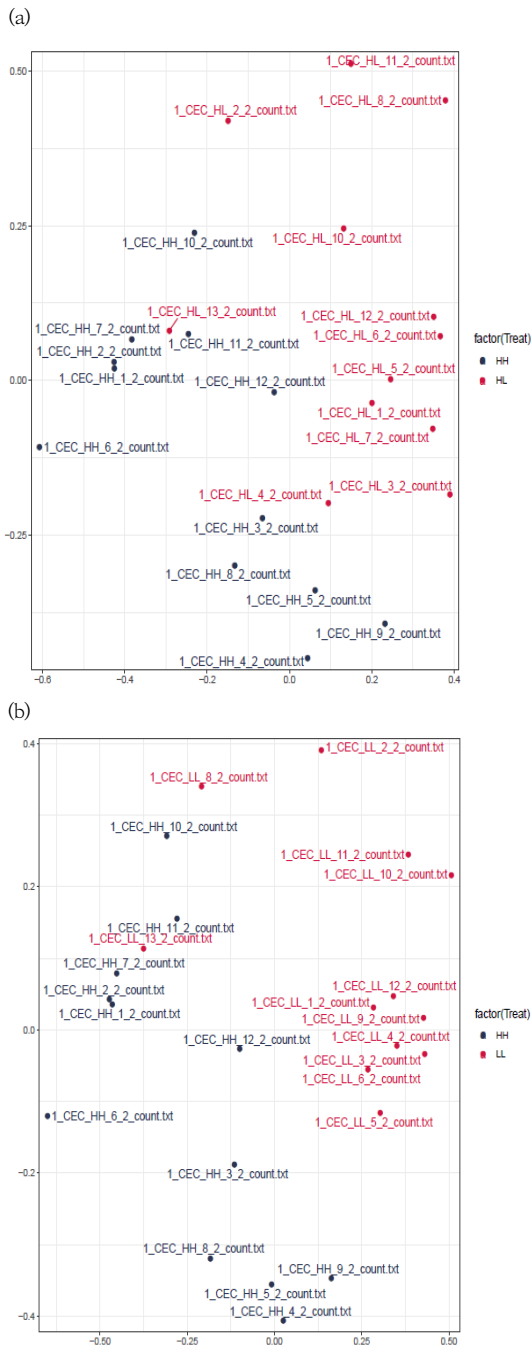 (a)
0.50
0.25
0.00
−0.25
1_CEC_HL_11_2_count.txt
1_CEC_HL_8_2_count.txt
1_CEC_HL_2_2_count.txt
1_CEC_HH_10_2_count.txt
1_CEC_HL_10_2_count.txt
1_CEC_HL_13_2_count.txt
1_CEC_HL_12_2_count.txt
1_CEC_HH_7_2_count.txt
1_CEC_HH_11_2_count.txt
1_CEC_HL_6_2_count.txt
1_CEC_HH_2_2_count.txt
1_CEC_HH_1_2_count.txt
1_CEC_HH_12_2_count.txt
1_CEC_HL_5_2_count.txt
1_CEC_HL_1_2_count.txt
1_CEC_HL_7_2_count.txt
1_CEC_HH_6_2_count.txt
1_CEC_HL_3_2_count.txt
1_CEC_HL_4_2_count.txt
1_CEC_HH_3_2_count.txt
1_CEC_HH_8_2_count.txt
1_CEC_HH_5_2_count.txt
1_CEC_HH_9_2_count.txt
1_CEC_HH_4_2_count.txt
factor(Treat)
HH
HL
−0.6 −0.4 −0.2 0.0 0.2 0.4
(b)
0.4
0.2
0.0
−0.2
−0.4
1_CEC_LL_2_2_count.txt
1_CEC_LL_8_2_count.txt
1_CEC_HH_10_2_count.txt
1_CEC_LL_11_2_count.txt
1_CEC_LL_10_2_count.txt
1_CEC_HH_11_2_count.txt
1_CEC_LL_13_2_count.txt
1_CEC_HH_7_2_count.txt
1_CEC_HH_2_2_count.txt
1_CEC_HH_1_2_count.txt
1_CEC_LL_12_2_count.txt
1_CEC_LL_1_2_count.txt
1_CEC_LL_9_2_count.txt
1_CEC_HH_12_2_count.txt
1_CEC_LL_4_2_count.txt
1_CEC_LL_3_2_count.txt
1_CEC_LL_6_2_count.txt
1_CEC_HH_6_2_count.txt
1_CEC_LL_5_2_count.txt
1_CEC_HH_3_2_count.txt
1_CEC_HH_8_2_count.txt
1_CEC_HH_9_2_count.txt
1_CEC_HH_5_2_count.txt
1_CEC_HH_4_2_count.txt
factor(Treat)
HH
LL
−0.50 −0.25 0.00 0.25 0.50